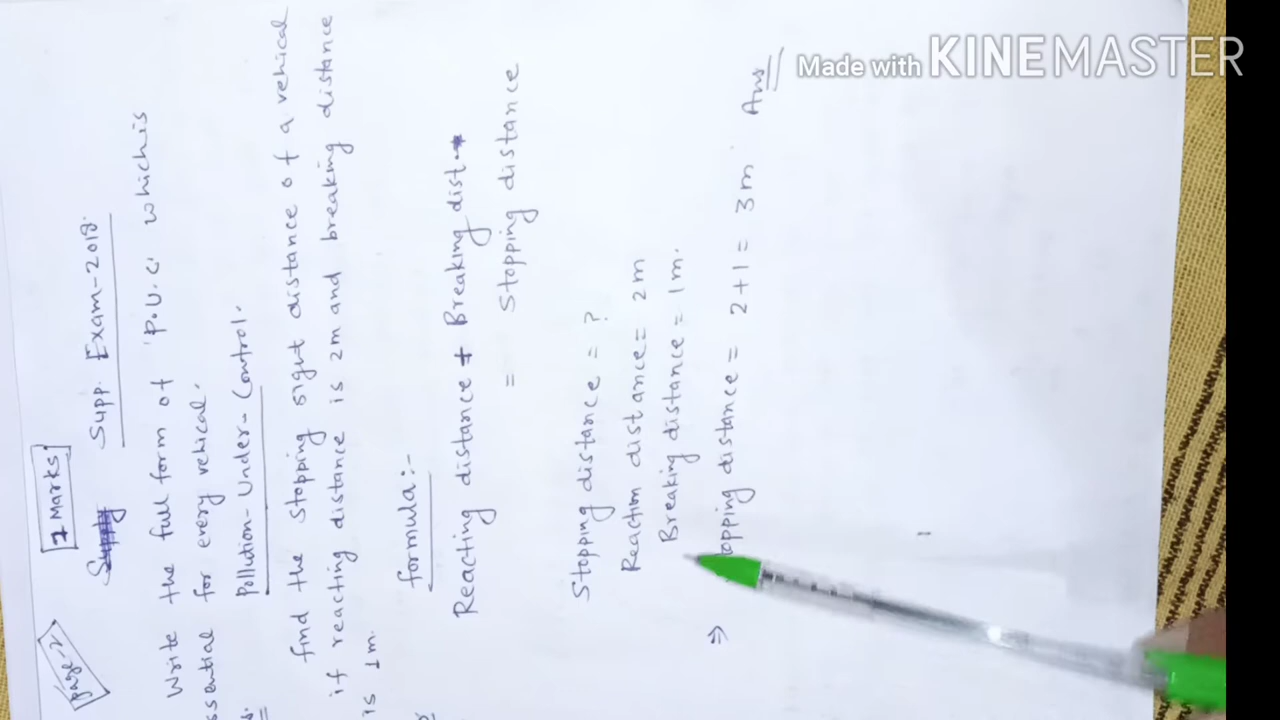 Page-2
1 Marks
Supp. Exam-2018.
Write the full form of 'P.U.C' which is
ssential for every vehical.
Pollution-Under-Control.
find the stopping sigut distance of a vehical
if reacting distance is 2m and breaking distance
is 1m.
formula:-
Reacting distance + Breaking dist.
= stopping distance
Stopping distance = ?
Reaction distance = 2m
Breaking distance = 1m.
⇒ opping distance = 2+1 = 3m Ans
Made with KINEMASTER